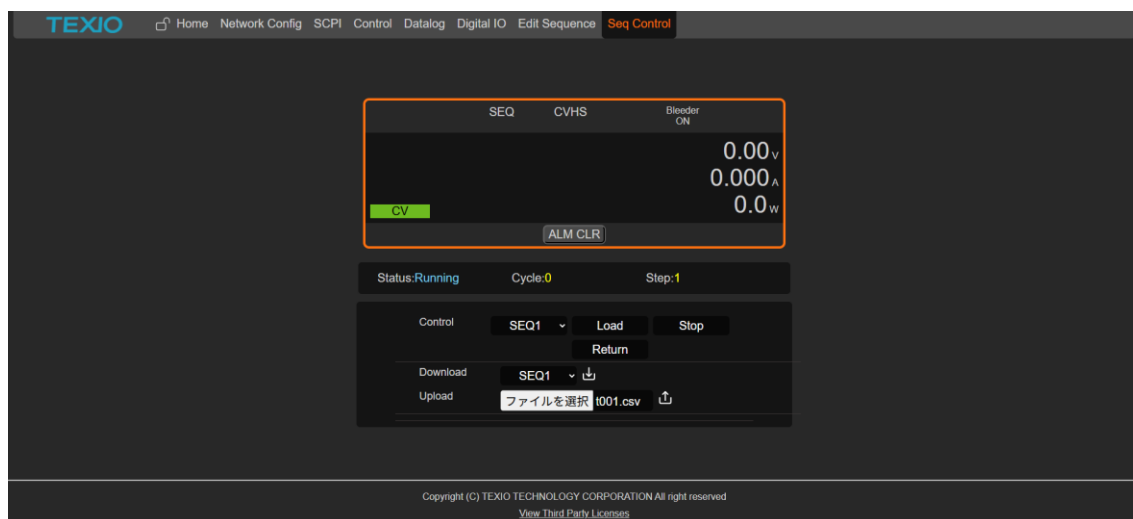 TEXIO Home Network Config SCPI Control Datalog Digital IO Edit Sequence Seq Control
SEQ CVHS Bleeder
ON
0.00 V
0.000 A
CV 0.0 W
ALM CLR
Status:Running Cycle:0 Step:1
Control SEQ1 Load Stop
Return
Download SEQ1
Upload ファイルを選択 t001.csv
Copyright (C) TEXIO TECHNOLOGY CORPORATION All right reserved
View Third Party Licenses